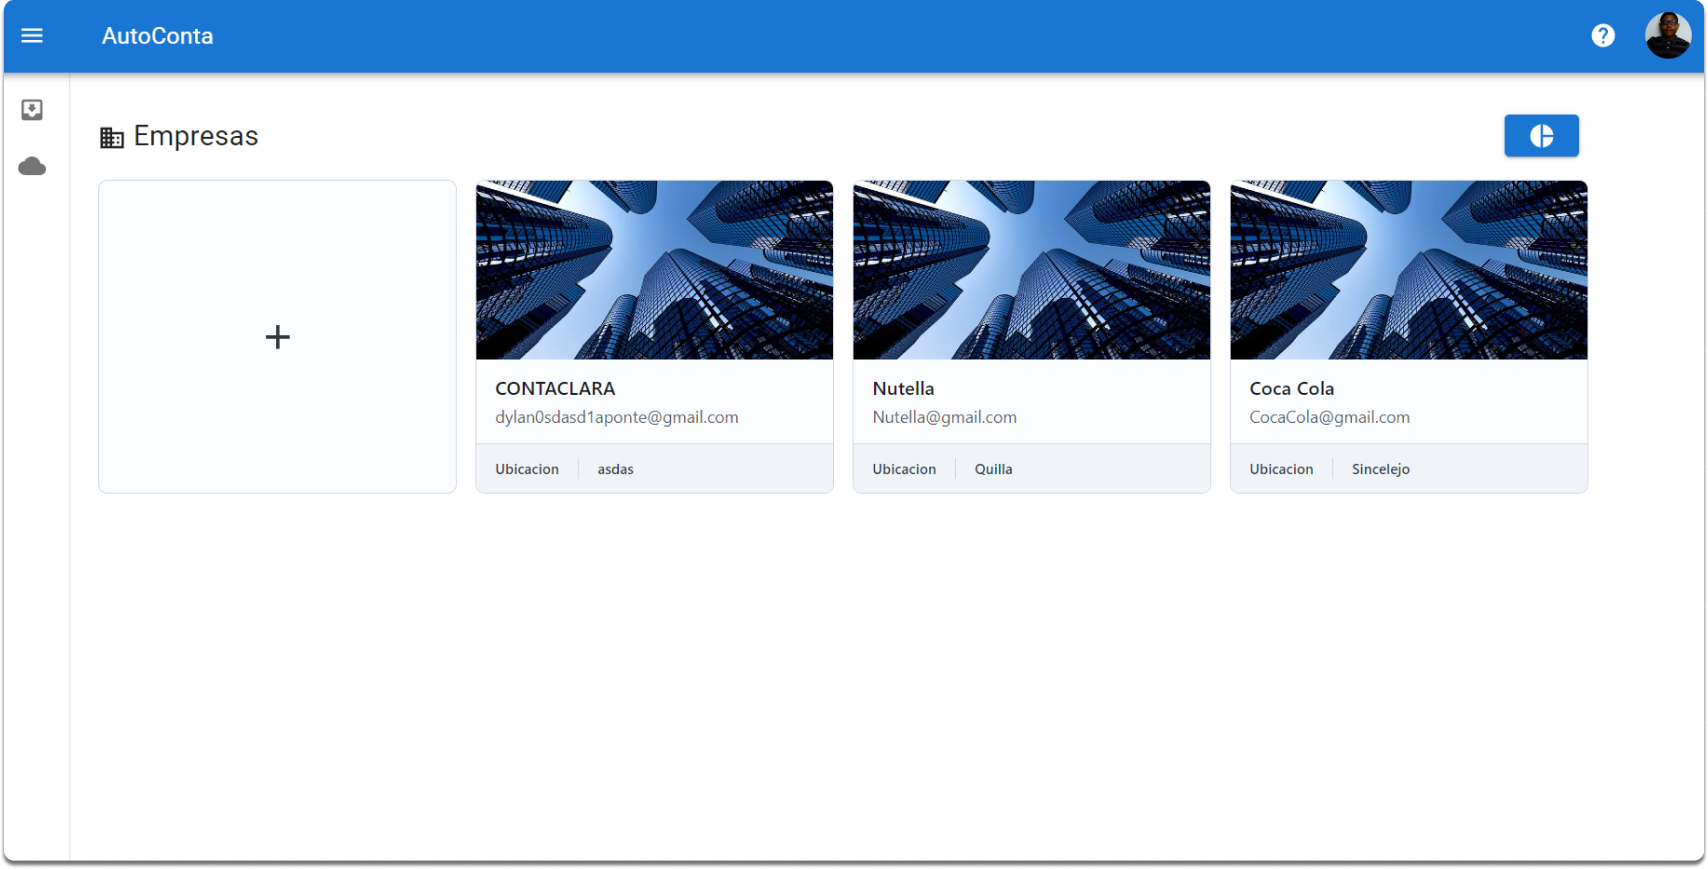 AutoConta
Empresas
CONTACLARA
dylan0sdasd1aponte@gmail.com
Ubicacion asdas
Nutella
Nutella@gmail.com
Ubicacion Quilla
Coca Cola
CocaCola@gmail.com
Ubicacion Sincelejo